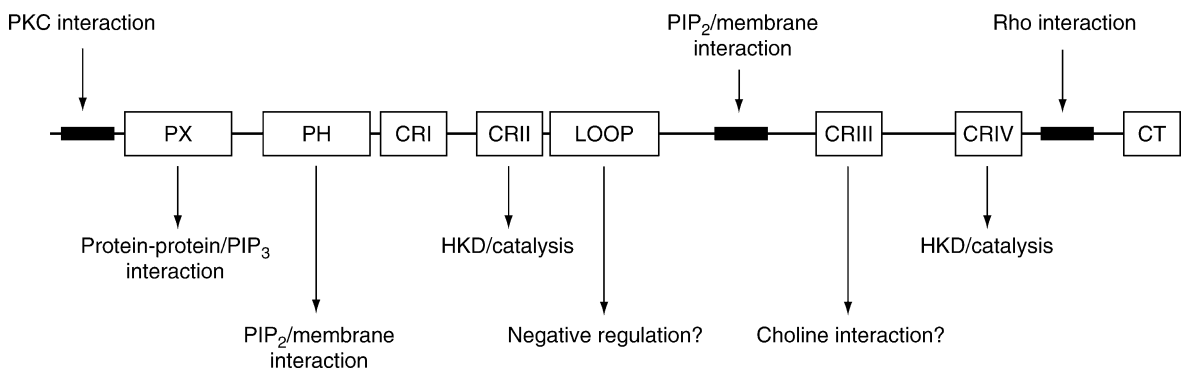 PKC interaction
PIP2/membrane
interaction
Rho interaction
PX
PH
CRI
CRII
LOOP
CRIII
CRIV
CT
Protein-protein/PIP3
interaction
HKD/catalysis
HKD/catalysis
PIP2/membrane
interaction
Negative regulation?
Choline interaction?